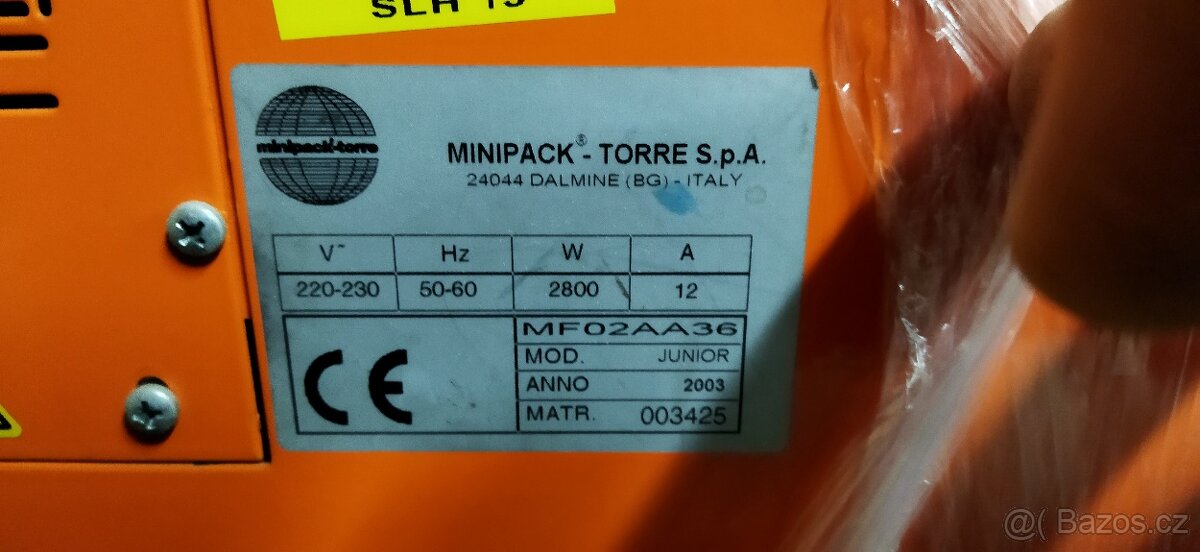 SLH 15
minipack-torre
MINIPACK® - TORRE S.p.A.
24044 DALMINE (BG) - ITALY
V~ Hz W A
220-230 50-60 2800 12
CE
MF02AA36
MOD. JUNIOR
ANNO 2003
MATR. 003425
@( Bazos.cz